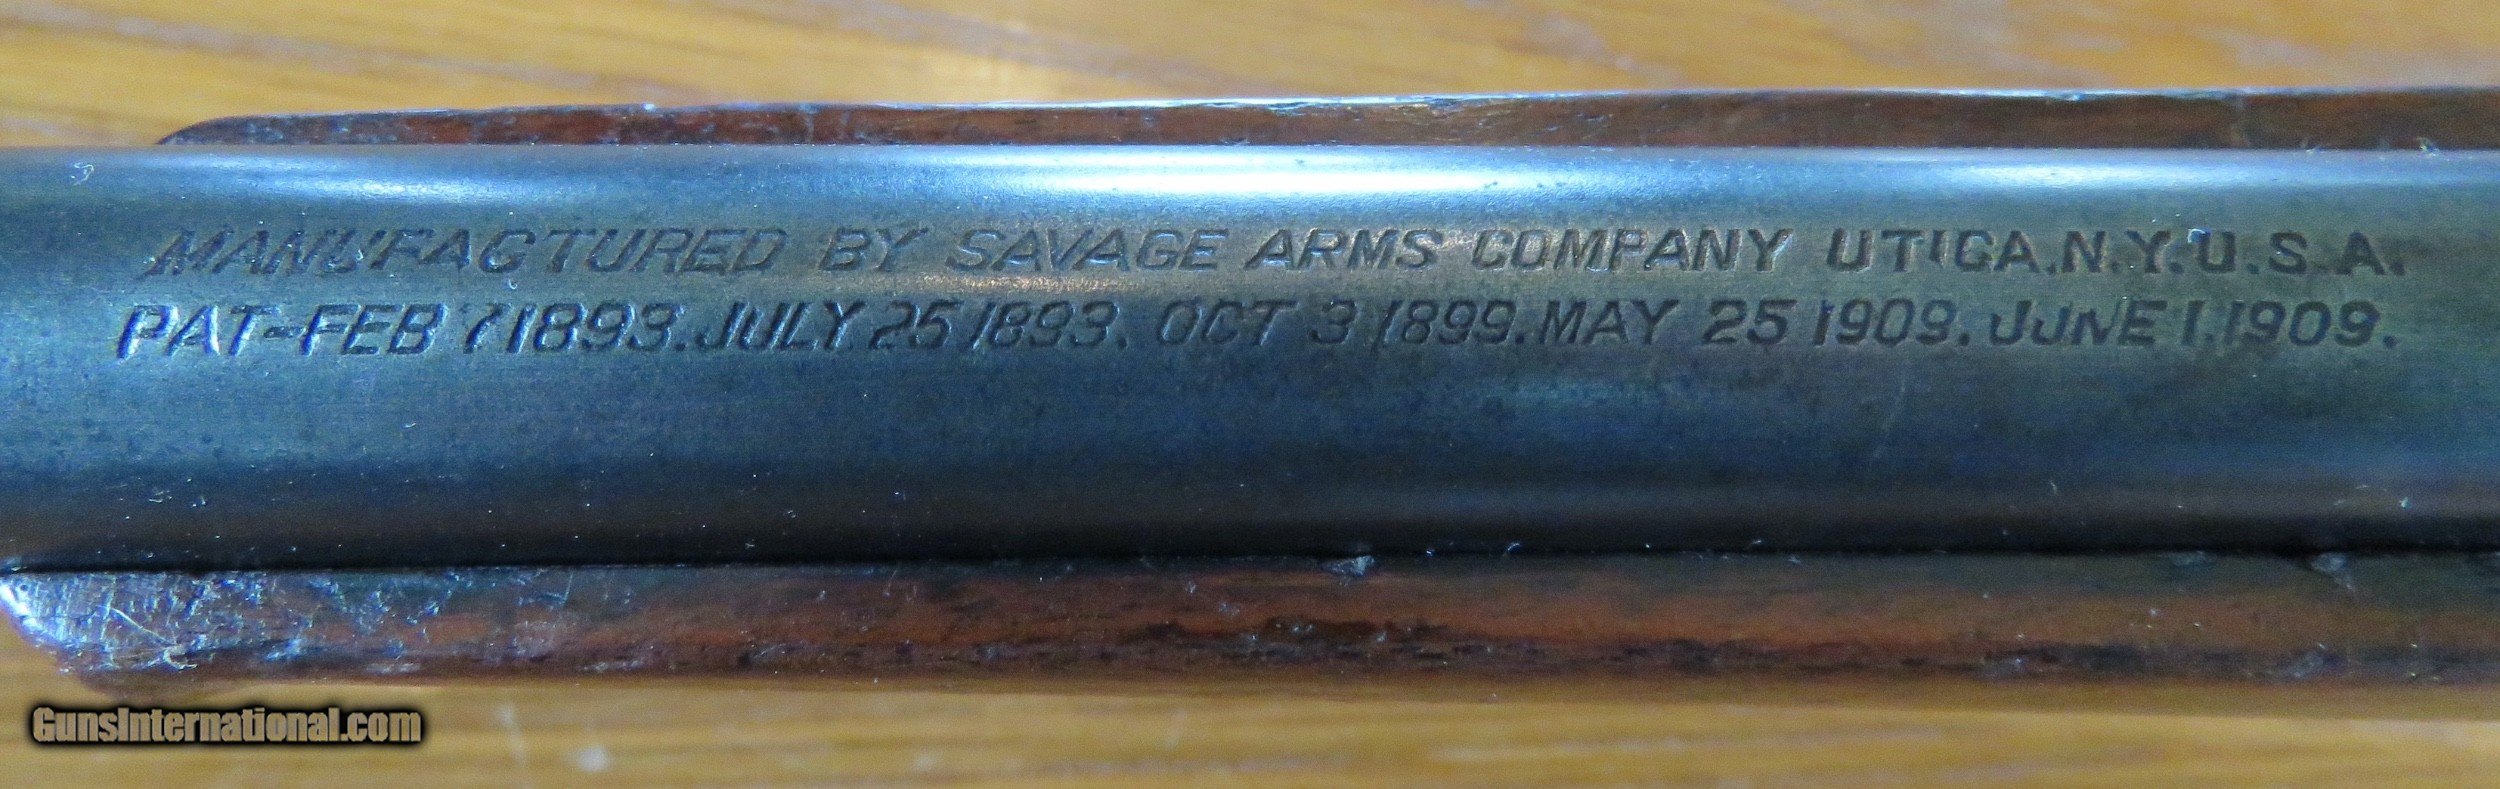 MANUFACTURED BY SAVAGE ARMS COMPANY UTICA.N.Y.U.S.A.
PAT-FEB 7 1893.JULY 25 1893. OCT 3 1899.MAY 25 1909.JUNE 1.1909.
GunsInternational.com